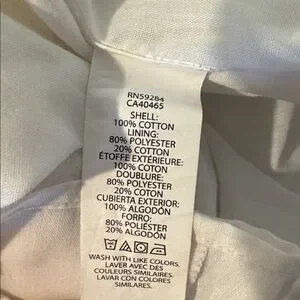 RN59284
CA40465
SHELL:
100% COTTON
LINING:
80% POLYESTER
20% COTTON
ÉTOFFE EXTÉRIEURE:
100% COTON
DOUBLURE:
80% POLYESTER
20% COTON
CUBIERTA EXTERIOR:
100% ALGODÓN
FORRO:
80% POLIÉSTER
20% ALGODÓN
WASH WITH LIKE COLORS.
LAVER AVEC DES
COULEURS SIMILAIRES.
LAVAR CON COLORES
SIMILARES.